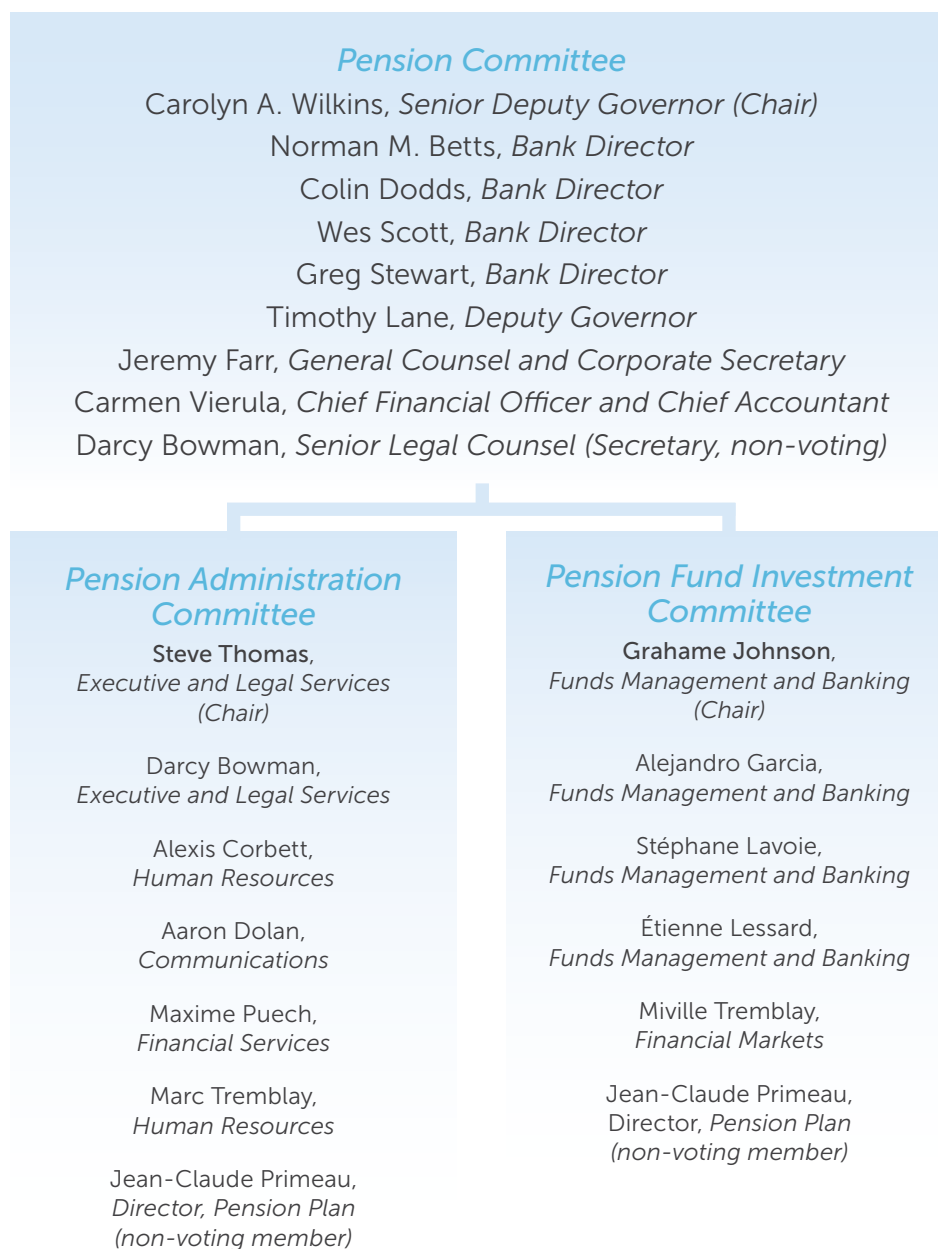 Pension Committee
Carolyn A. Wilkins, Senior Deputy Governor (Chair)
Norman M. Betts, Bank Director
Colin Dodds, Bank Director
Wes Scott, Bank Director
Greg Stewart, Bank Director
Timothy Lane, Deputy Governor
Jeremy Farr, General Counsel and Corporate Secretary
Carmen Vierula, Chief Financial Officer and Chief Accountant
Darcy Bowman, Senior Legal Counsel (Secretary, non-voting)
Pension Administration
Committee
Steve Thomas,
Executive and Legal Services
(Chair)
Darcy Bowman,
Executive and Legal Services
Alexis Corbett,
Human Resources
Aaron Dolan,
Communications
Maxime Puech,
Financial Services
Marc Tremblay,
Human Resources
Jean-Claude Primeau,
Director, Pension Plan
(non-voting member)
Pension Fund Investment
Committee
Grahame Johnson,
Funds Management and Banking
(Chair)
Alejandro Garcia,
Funds Management and Banking
Stéphane Lavoie,
Funds Management and Banking
Étienne Lessard,
Funds Management and Banking
Miville Tremblay,
Financial Markets
Jean-Claude Primeau,
Director, Pension Plan
(non-voting member)